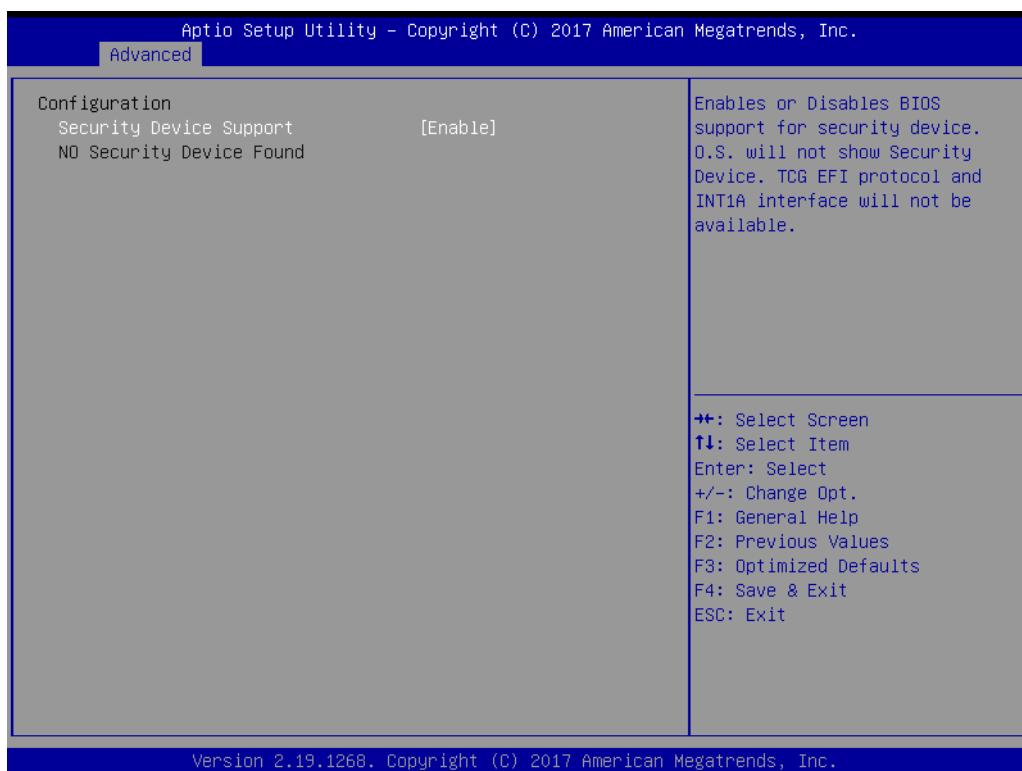 Aptio Setup Utility – Copyright (C) 2017 American Megatrends, Inc.
Advanced
Configuration
Security Device Support [Enable]
NO Security Device Found
Enables or Disables BIOS
support for security device.
O.S. will not show Security
Device. TCG EFI protocol and
INT1A interface will not be
available.
→←: Select Screen
↑↓: Select Item
Enter: Select
+/-: Change Opt.
F1: General Help
F2: Previous Values
F3: Optimized Defaults
F4: Save & Exit
ESC: Exit
Version 2.19.1268. Copyright (C) 2017 American Megatrends, Inc.